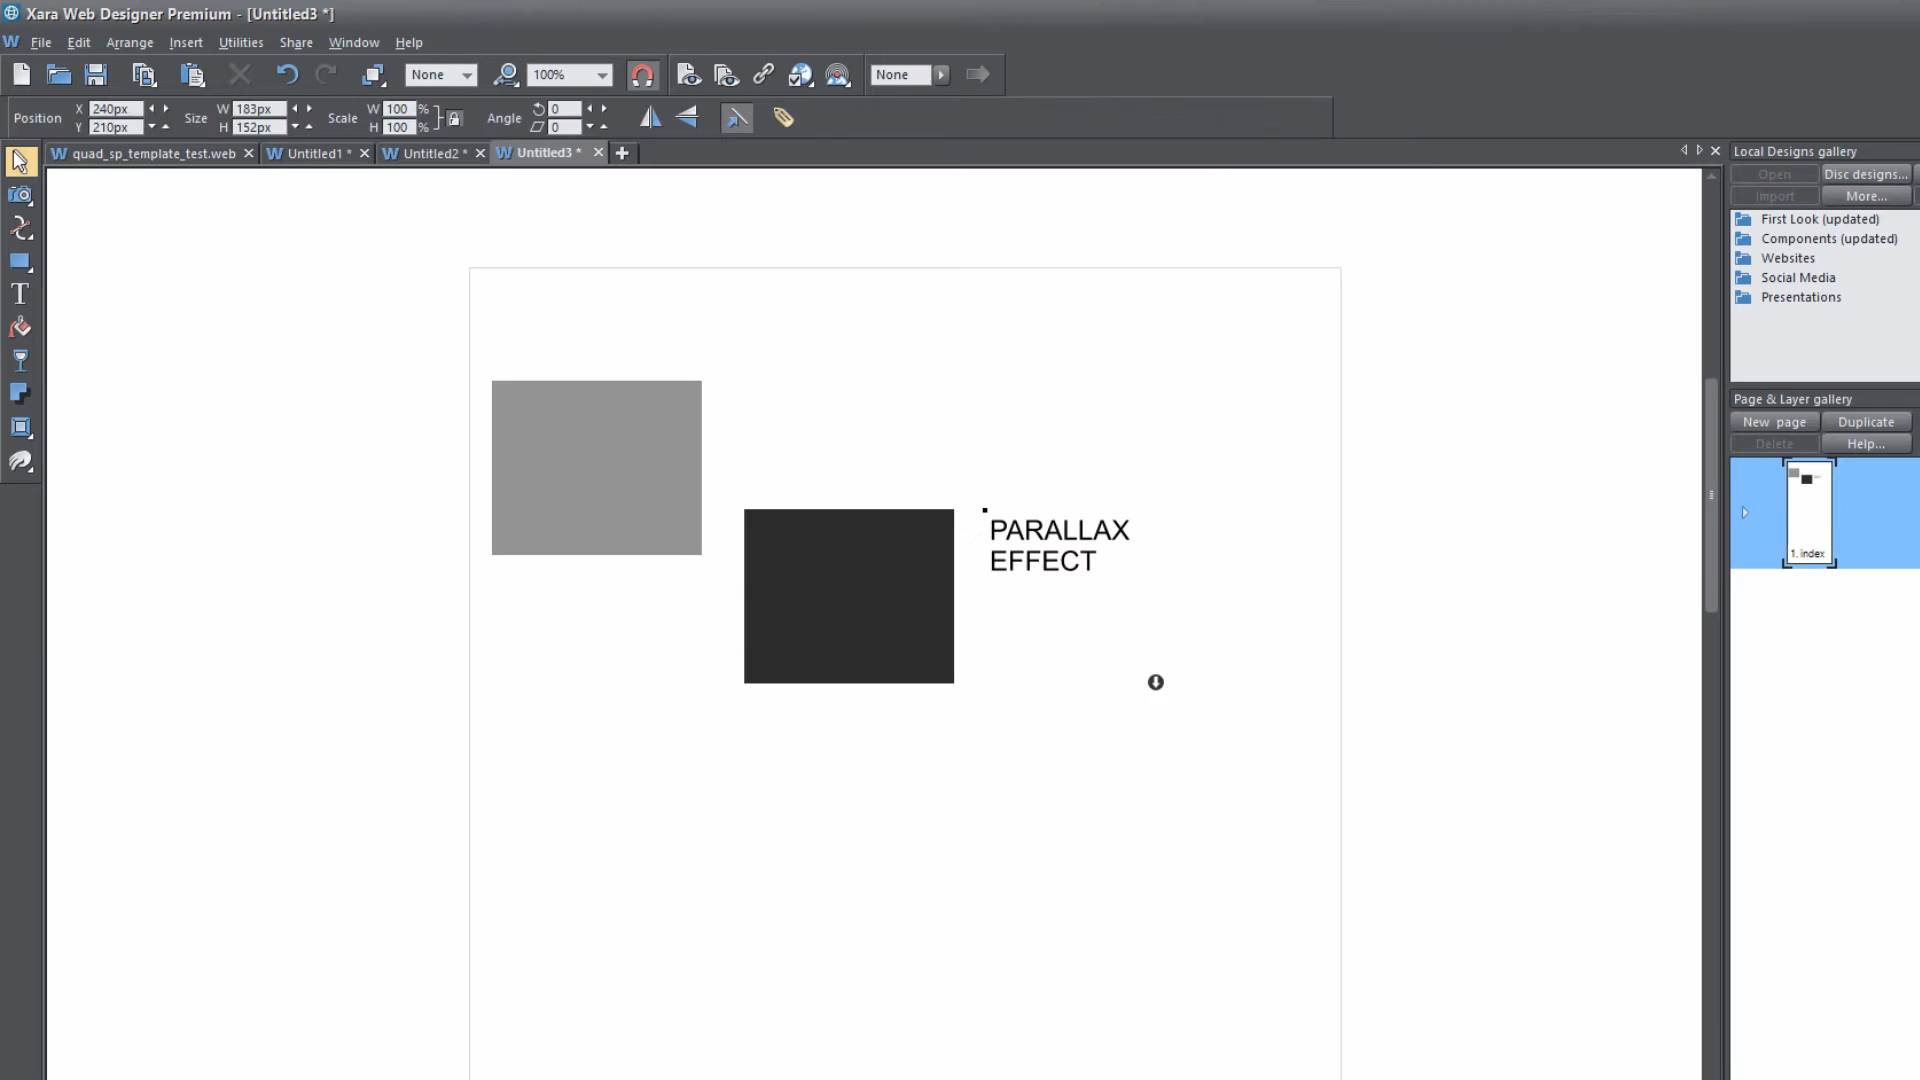 Xara Web Designer Premium - [Untitled3 *]
File Edit Arrange Insert Utilities Share Window Help
None 100% None
Position X 240px Y 210px Size W 183px H 152px Scale W 100 % H 100 % Angle 0 0
quad_sp_template_test.web Untitled1 * Untitled2 * Untitled3 *
Local Designs gallery
Open Disc designs...
Import More...
First Look (updated)
Components (updated)
Websites
Social Media
Presentations
Page & Layer gallery
New page Duplicate
Delete Help...
1. index
PARALLAX
EFFECT